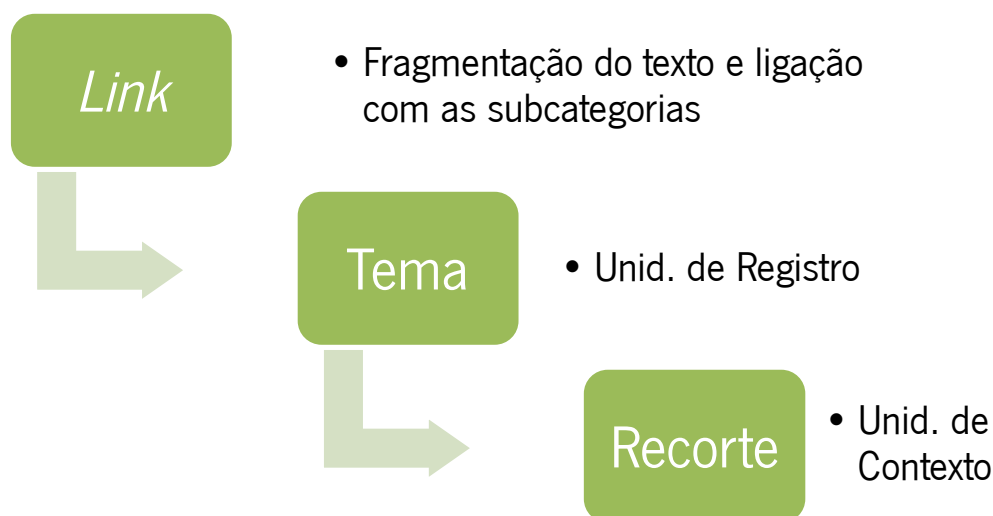 Link
• Fragmentação do texto e ligação
com as subcategorias
Tema
• Unid. de Registro
Recorte
• Unid. de
Contexto